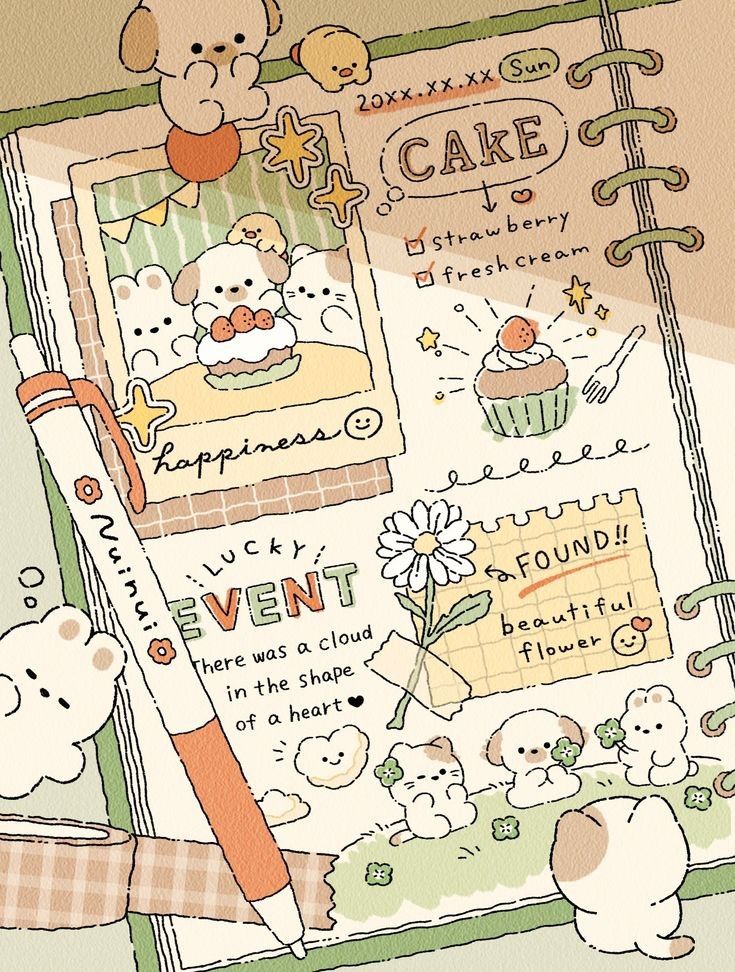 20XX.XX.XX Sun
CAKE
strawberry
fresh cream
happiness
Nuinui
LUCKY
EVENT
There was a cloud
in the shape
of a heart
FOUND!!
beautiful
flower